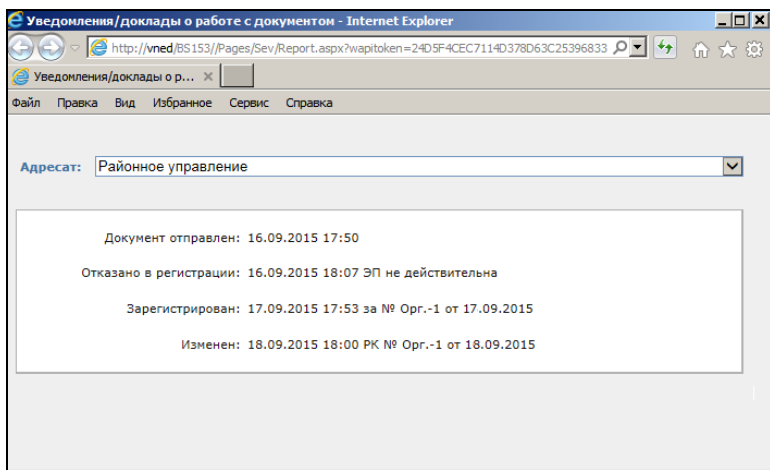 Уведомления/доклады о работе с документом - Internet Explorer
http://vned/BS153//Pages/Sev/Report.aspx?wapitoken=24D5F4CEC7114D378D63C25396833
Уведомления/доклады о р...
Файл Правка Вид Избранное Сервис Справка
Адресат: Районное управление
Документ отправлен: 16.09.2015 17:50
Отказано в регистрации: 16.09.2015 18:07 ЭП не действительна
Зарегистрирован: 17.09.2015 17:53 за № Орг.-1 от 17.09.2015
Изменен: 18.09.2015 18:00 РК № Орг.-1 от 18.09.2015